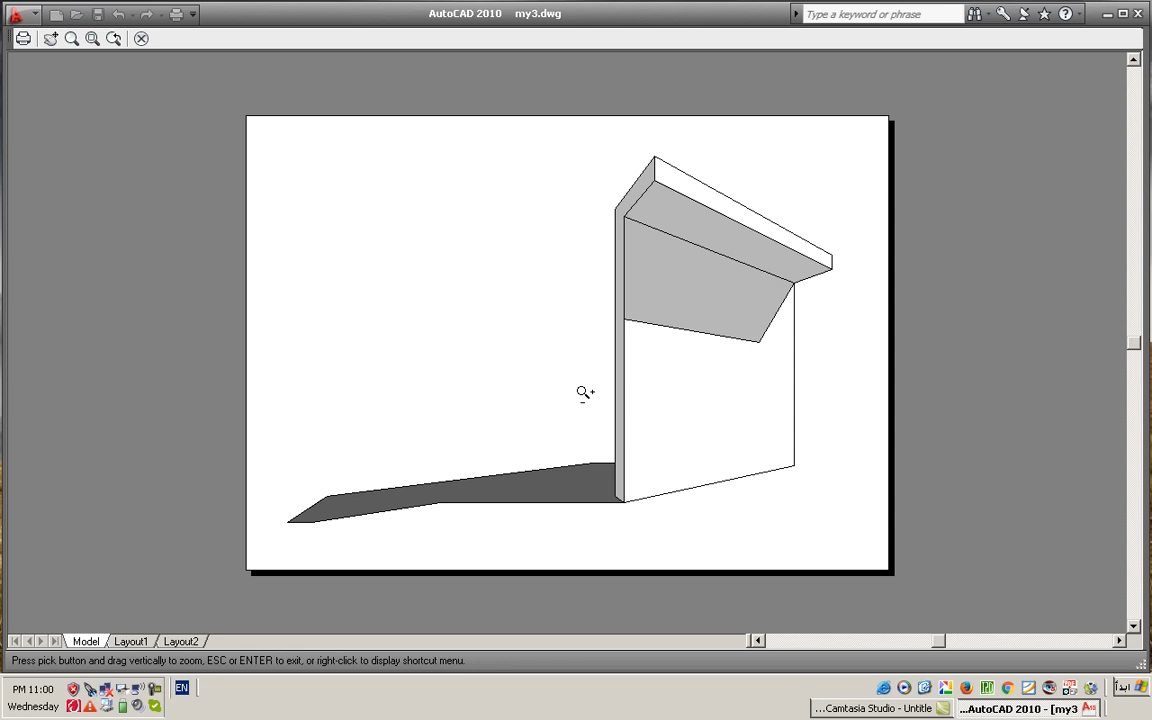 AutoCAD 2010 my3.dwg
Type a keyword or phrase
Model Layout1 Layout2
Press pick button and drag vertically to zoom, ESC or ENTER to exit, or right-click to display shortcut menu.
PM 11:00
EN
ابدأ
Wednesday
...Camtasia Studio - Untitle
...AutoCAD 2010 - [my3